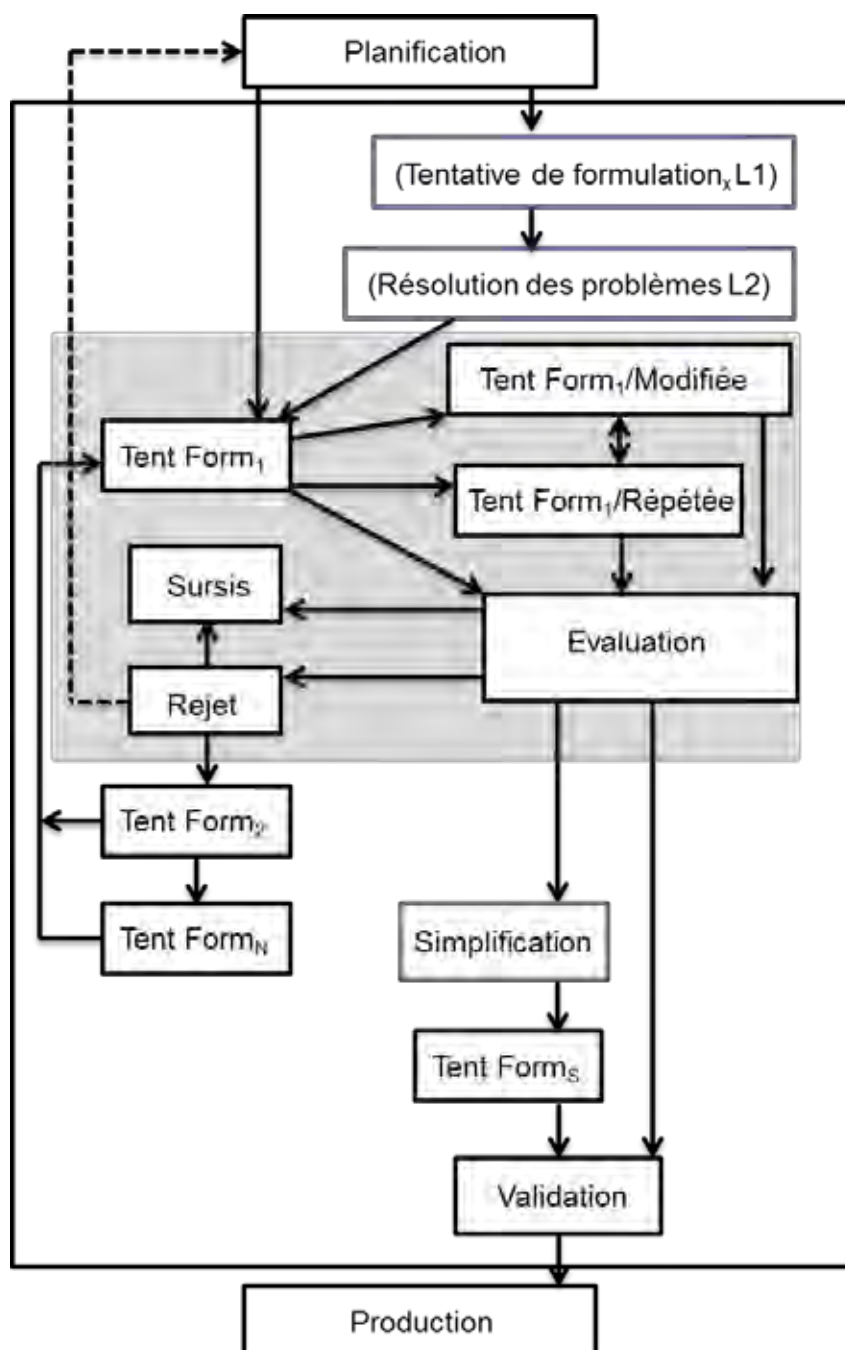 Planification
(Tentative de formulationₓ L1)
(Résolution des problèmes L2)
Tent Form₁/Modifiée
Tent Form₁
Tent Form₁/Répétée
Sursis
Evaluation
Rejet
Tent Form₂
Tent Formₙ
Simplification
Tent Formₛ
Validation
Production